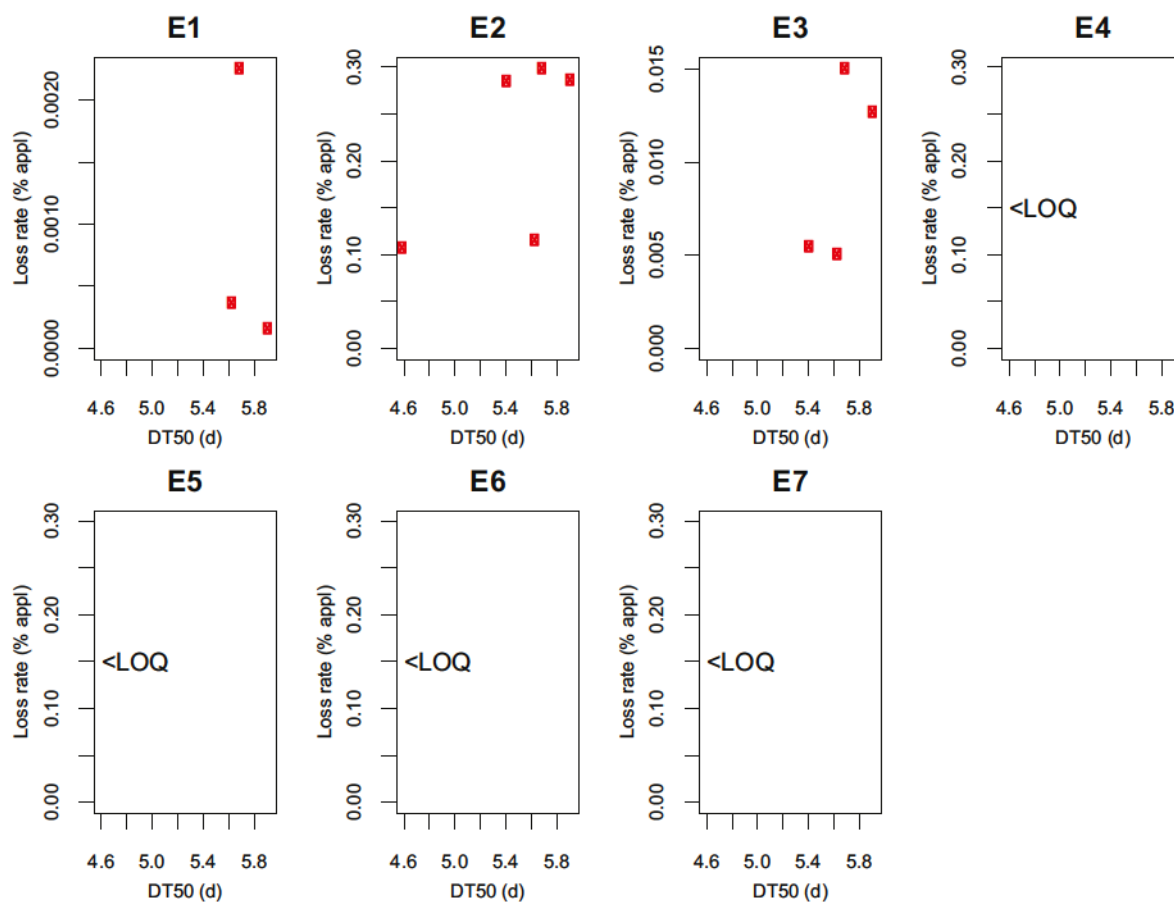 E1 E2 E3 E4
Loss rate (% appl)
0.0000 0.0010 0.0020
4.6 5.0 5.4 5.8
DT50 (d)
Loss rate (% appl)
0.00 0.10 0.20 0.30
4.6 5.0 5.4 5.8
DT50 (d)
Loss rate (% appl)
0.000 0.005 0.010 0.015
4.6 5.0 5.4 5.8
DT50 (d)
Loss rate (% appl)
0.00 0.10 0.20 0.30
<LOQ
4.6 5.0 5.4 5.8
DT50 (d)
E5 E6 E7
Loss rate (% appl)
0.00 0.10 0.20 0.30
<LOQ
4.6 5.0 5.4 5.8
DT50 (d)
Loss rate (% appl)
0.00 0.10 0.20 0.30
<LOQ
4.6 5.0 5.4 5.8
DT50 (d)
Loss rate (% appl)
0.00 0.10 0.20 0.30
<LOQ
4.6 5.0 5.4 5.8
DT50 (d)